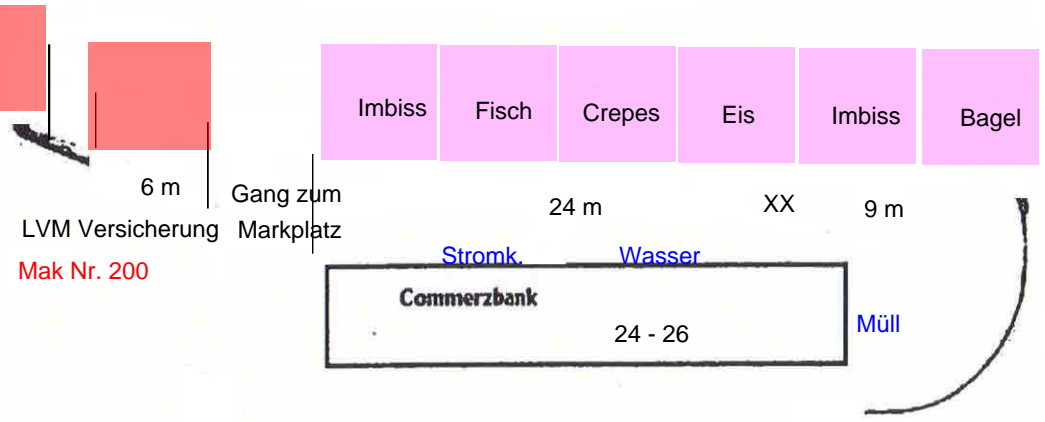 Imbiss
Fisch
Crepes
Eis
Imbiss
Bagel
6 m
Gang zum
Markplatz
24 m
XX
9 m
LVM Versicherung
Mak Nr. 200
Stromk.
Wasser
Commerzbank
24 - 26
Müll